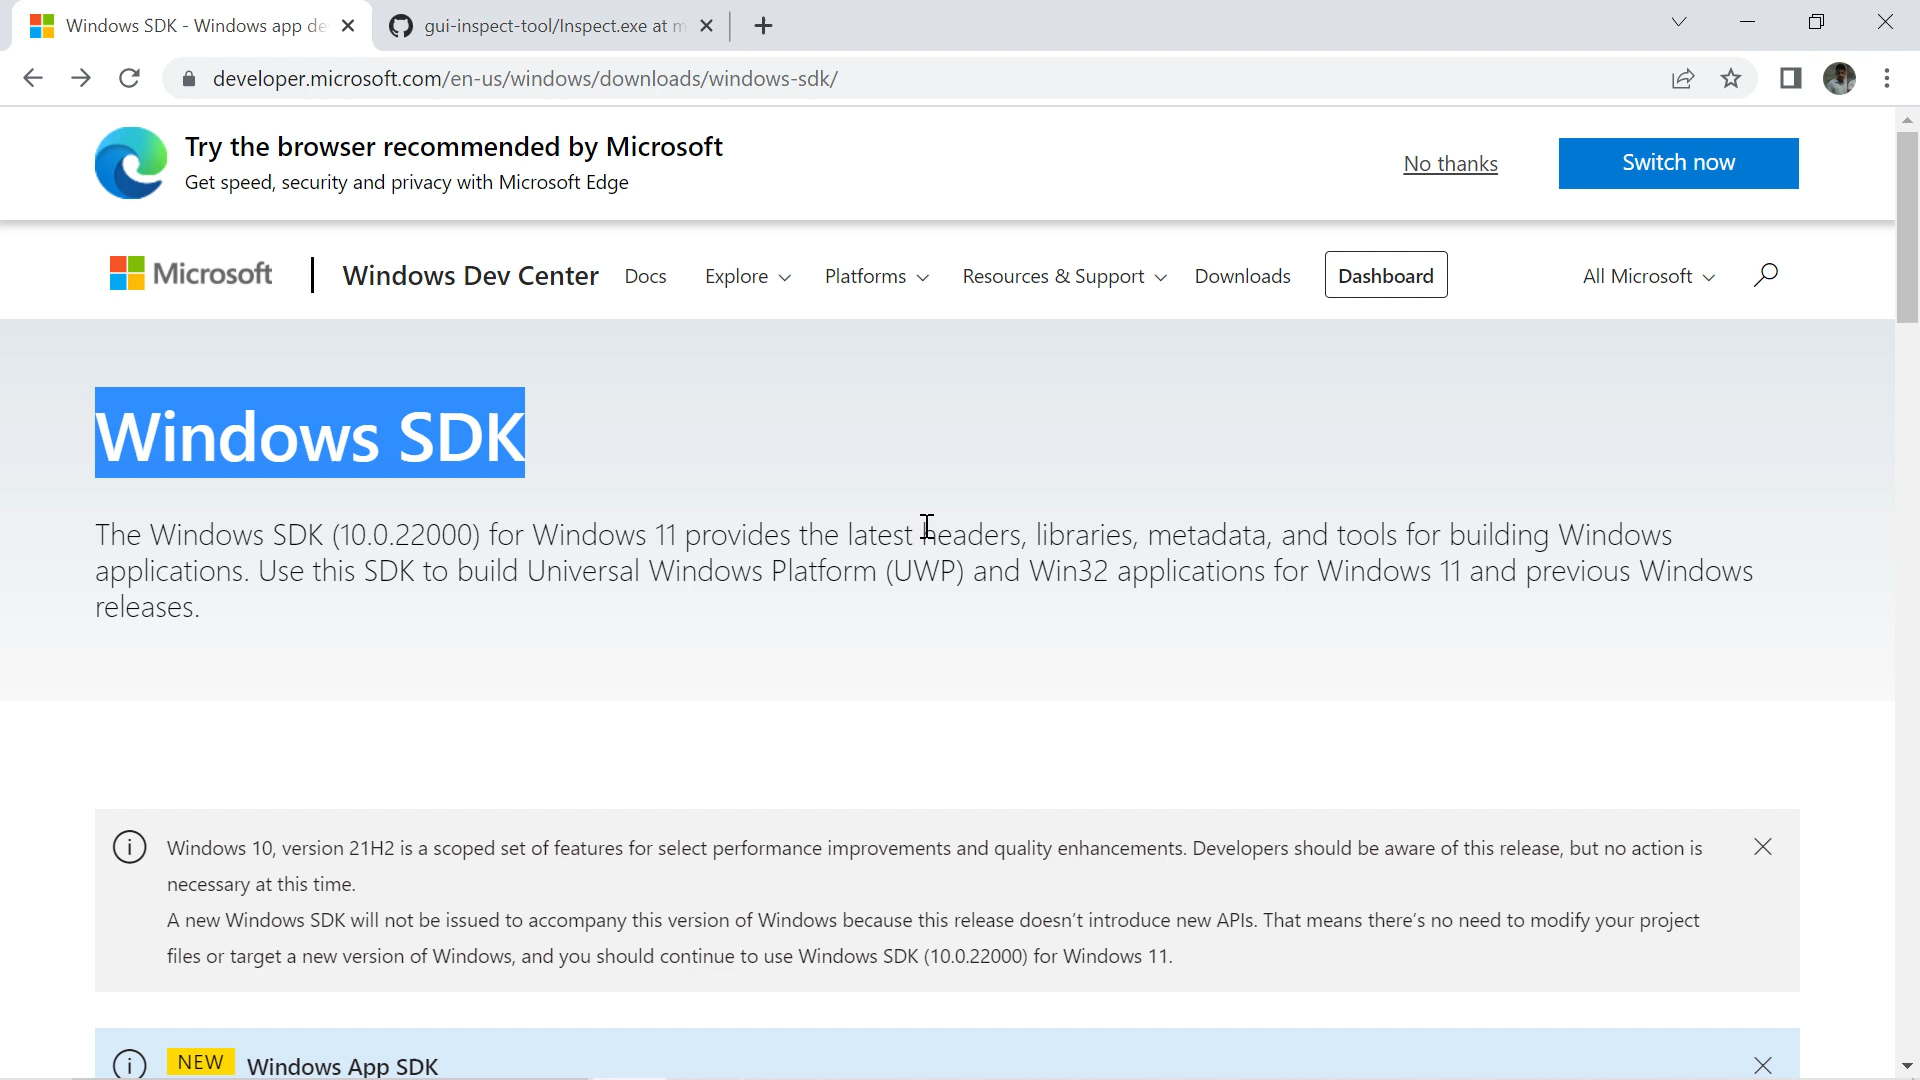 Windows SDK - Windows app de
gui-inspect-tool/Inspect.exe at m
developer.microsoft.com/en-us/windows/downloads/windows-sdk/
Try the browser recommended by Microsoft
Get speed, security and privacy with Microsoft Edge
No thanks
Switch now
Microsoft
Windows Dev Center
Docs
Explore
Platforms
Resources & Support
Downloads
Dashboard
All Microsoft
Windows SDK
The Windows SDK (10.0.22000) for Windows 11 provides the latest headers, libraries, metadata, and tools for building Windows
applications. Use this SDK to build Universal Windows Platform (UWP) and Win32 applications for Windows 11 and previous Windows
releases.
Windows 10, version 21H2 is a scoped set of features for select performance improvements and quality enhancements. Developers should be aware of this release, but no action is
necessary at this time.
A new Windows SDK will not be issued to accompany this version of Windows because this release doesn't introduce new APIs. That means there's no need to modify your project
files or target a new version of Windows, and you should continue to use Windows SDK (10.0.22000) for Windows 11.
NEW Windows App SDK